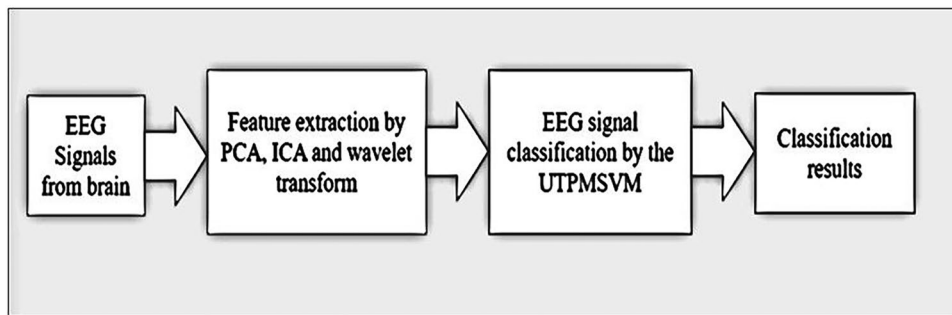 EEG
Signals
from brain
Feature extraction by
PCA, ICA and wavelet
transform
EEG signal
classification by the
UTPMSVM
Classification
results